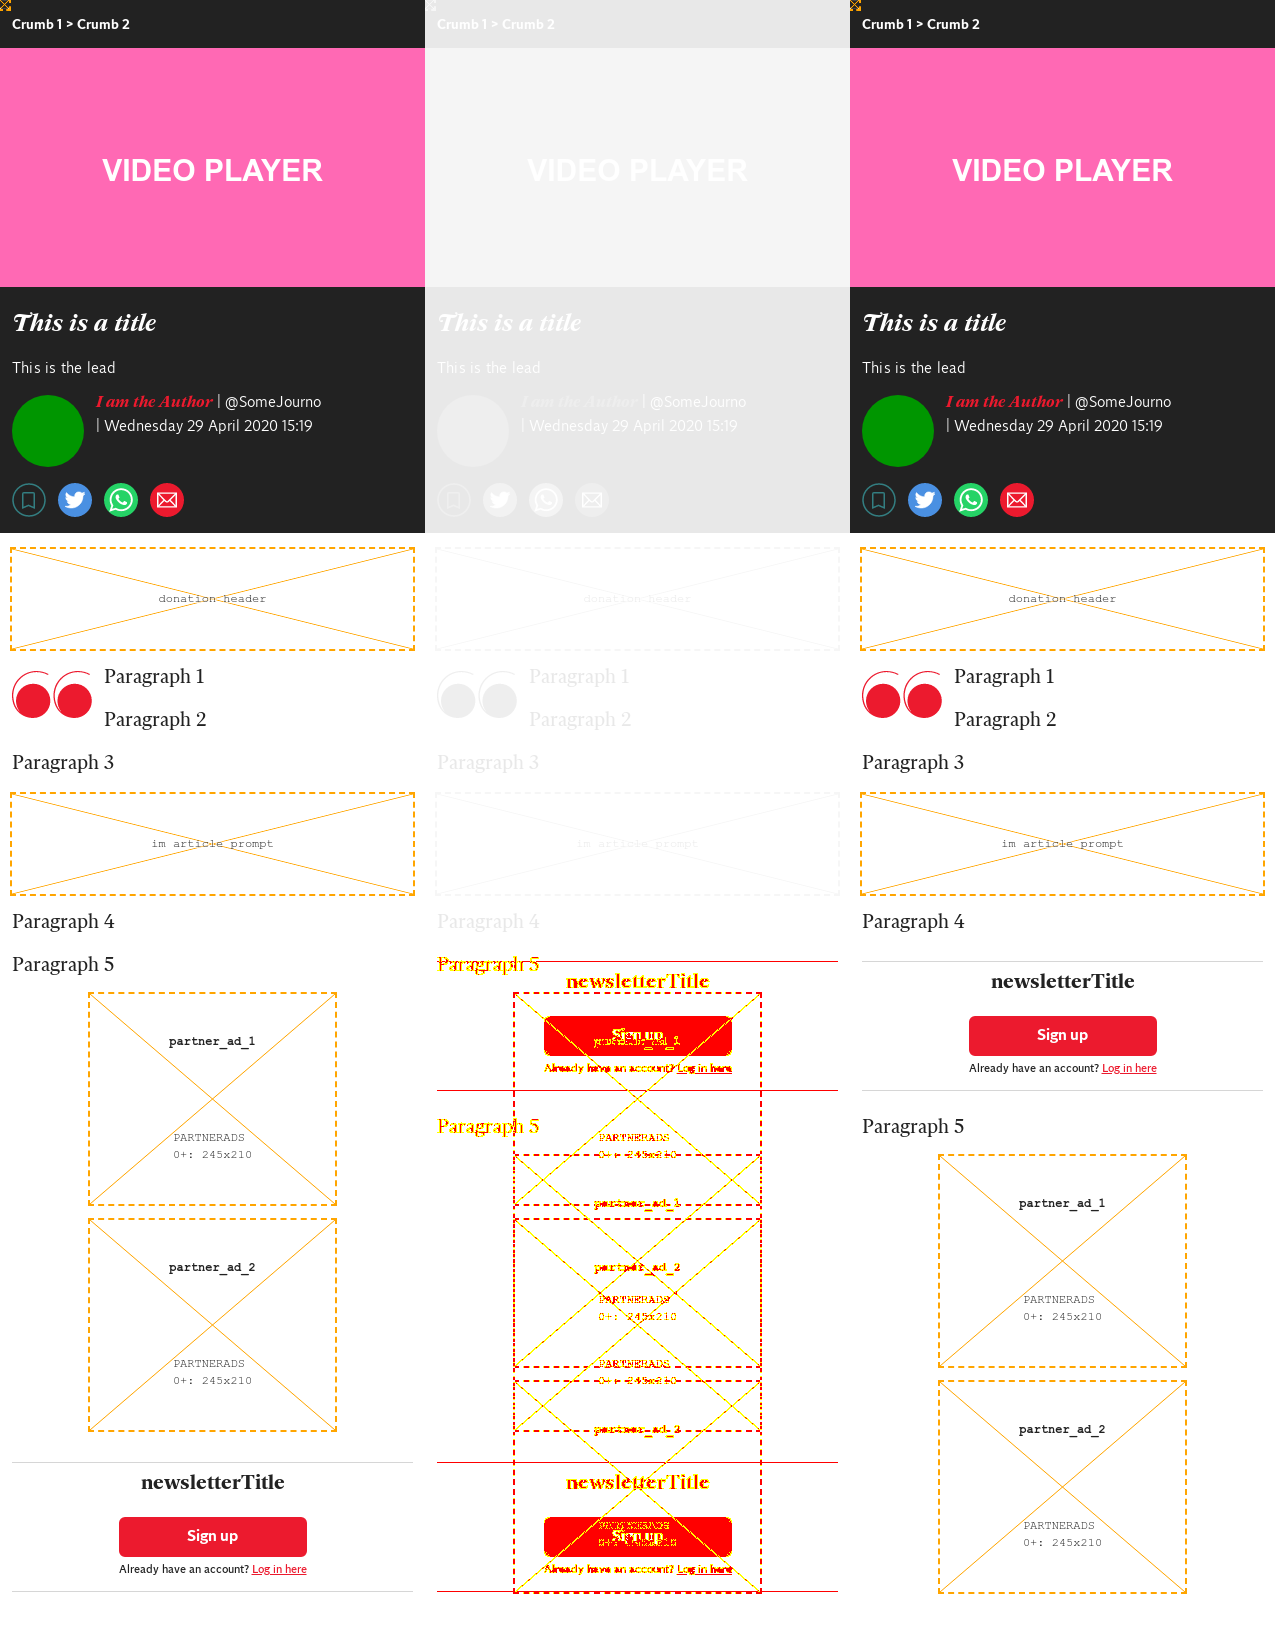 Crumb 1 > Crumb 2
VIDEO PLAYER
This is a title
This is the lead
I am the Author | @SomeJourno
| Wednesday 29 April 2020 15:19
donation header
Paragraph 1
Paragraph 2
Paragraph 3
im article prompt
Paragraph 4
Paragraph 5
partner_ad_1
PARTNERADS
0+: 245x210
partner_ad_2
PARTNERADS
0+: 245x210
newsletterTitle
Sign up
Already have an account? Log in here
Crumb 1 > Crumb 2
VIDEO PLAYER
This is a title
This is the lead
I am the Author | @SomeJourno
| Wednesday 29 April 2020 15:19
donation header
Paragraph 1
Paragraph 2
Paragraph 3
im article prompt
Paragraph 4
Paragraph 5
newsletterTitle
Sign up
partner_ad_1
Already have an account? Log in here
Paragraph 5
PARTNERADS
0+: 245x210
partner_ad_1
partner_ad_2
PARTNERADS
0+: 245x210
PARTNERADS
0+: 245x210
partner_ad_2
newsletterTitle
PARTNERADS
Sign up
0+: 245x210
Already have an account? Log in here
Crumb 1 > Crumb 2
VIDEO PLAYER
This is a title
This is the lead
I am the Author | @SomeJourno
| Wednesday 29 April 2020 15:19
donation header
Paragraph 1
Paragraph 2
Paragraph 3
im article prompt
Paragraph 4
newsletterTitle
Sign up
Already have an account? Log in here
Paragraph 5
partner_ad_1
PARTNERADS
0+: 245x210
partner_ad_2
PARTNERADS
0+: 245x210